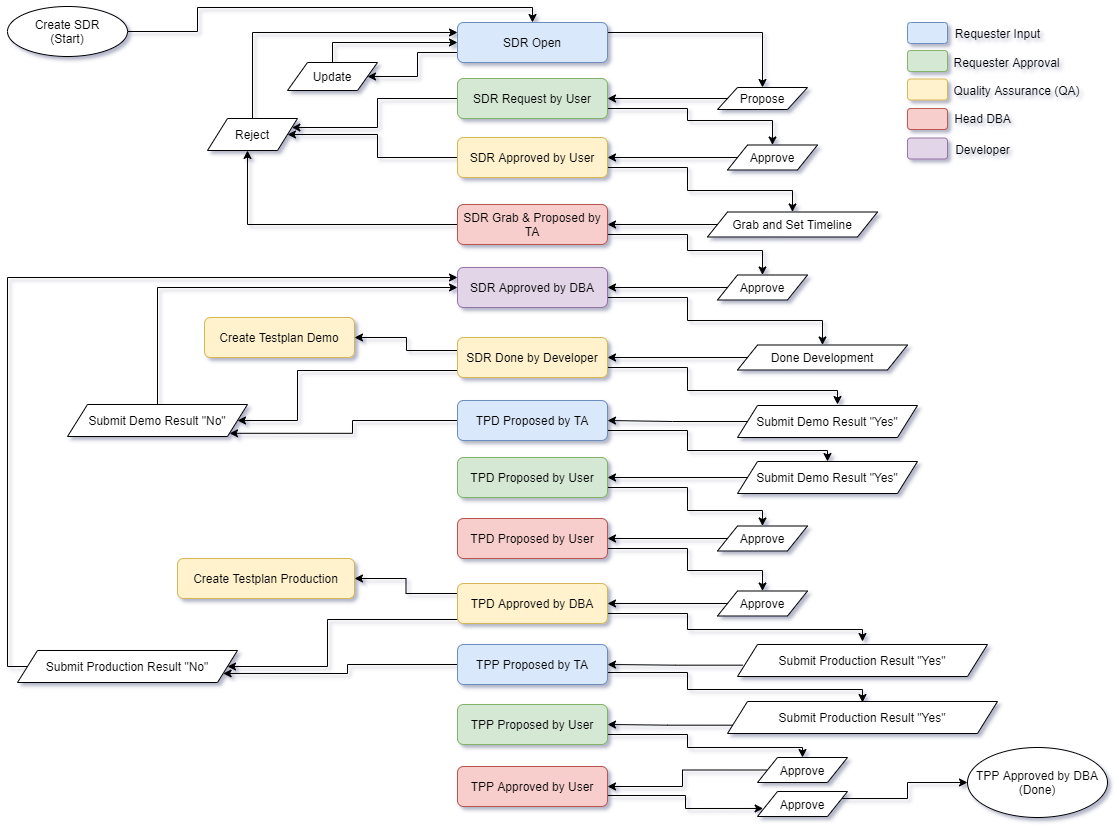 Create SDR
(Start)
SDR Open
Requester Input
Update
Requester Approval
SDR Request by User
Propose
Quality Assurance (QA)
Reject
Head DBA
SDR Approved by User
Approve
Developer
SDR Grab & Proposed by
TA
Grab and Set Timeline
SDR Approved by DBA
Approve
Create Testplan Demo
SDR Done by Developer
Done Development
Submit Demo Result "No"
TPD Proposed by TA
Submit Demo Result "Yes"
TPD Proposed by User
Submit Demo Result "Yes"
TPD Proposed by User
Approve
Create Testplan Production
TPD Approved by DBA
Approve
Submit Production Result "No"
TPP Proposed by TA
Submit Production Result "Yes"
TPP Proposed by User
Submit Production Result "Yes"
TPP Approved by User
Approve
Approve
TPP Approved by DBA
(Done)